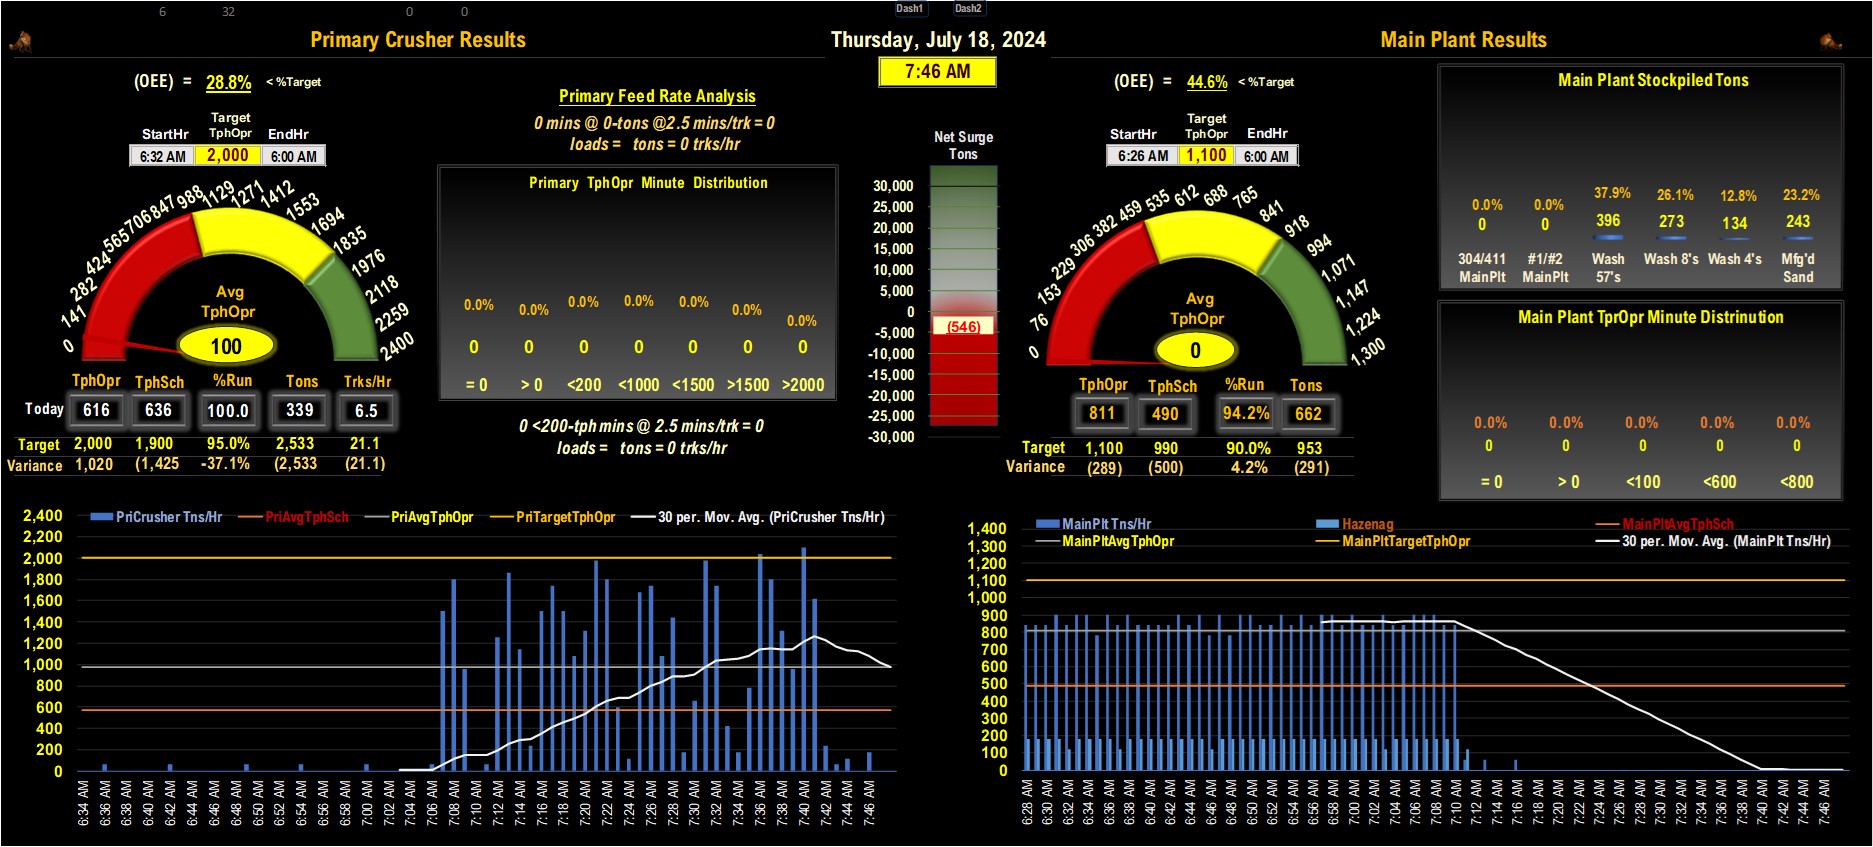 6 32 0 0 Dash1 Dash2
Primary Crusher Results
Thursday, July 18, 2024
Main Plant Results
7:46 AM
(OEE) = 28.8% < %Target
Target
StartHr TphOpr EndHr
6:32 AM 2,000 6:00 AM
0 141 282 424 565 706 847 988 1129 1271 1412 1553 1694 1835 1976 2118 2259 2400
Avg
TphOpr
100
TphOpr TphSch %Run Tons Trks/Hr
Today 616 636 100.0 339 6.5
Target 2,000 1,900 95.0% 2,533 21.1
Variance 1,020 (1,425 -37.1% (2,533 (21.1)
Primary Feed Rate Analysis
0 mins @ 0-tons @2.5 mins/trk = 0
loads = tons = 0 trks/hr
Primary TphOpr Minute Distribution
0.0% 0.0% 0.0% 0.0% 0.0% 0.0% 0.0%
0 0 0 0 0 0 0
= 0 > 0 <200 <1000 <1500 >1500 >2000
0 <200-tph mins @ 2.5 mins/trk = 0
loads = tons = 0 trks/hr
Net Surge
Tons
30,000
25,000
20,000
15,000
10,000
5,000
0
(546)
-5,000
-10,000
-15,000
-20,000
-25,000
-30,000
(OEE) = 44.6% < %Target
Target
StartHr TphOpr EndHr
6:26 AM 1,100 6:00 AM
0 76 153 229 306 382 459 535 612 688 765 841 918 994 1,071 1,147 1,224 1,300
Avg
TphOpr
0
TphOpr TphSch %Run Tons
811 490 94.2% 662
Target 1,100 990 90.0% 953
Variance (289) (500) 4.2% (291)
Main Plant Stockpiled Tons
0.0% 0.0% 37.9% 26.1% 12.8% 23.2%
0 0 396 273 134 243
304/411 #1/#2 Wash Wash 8's Wash 4's Mfg'd
MainPlt MainPlt 57's Sand
Main Plant TprOpr Minute Distrinution
0.0% 0.0% 0.0% 0.0% 0.0%
0 0 0 0 0
= 0 > 0 <100 <600 <800
PriCrusher Tns/Hr PriAvgTphSch PriAvgTphOpr PriTargetTphOpr 30 per. Mov. Avg. (PriCrusher Tns/Hr)
2,400
2,200
2,000
1,800
1,600
1,400
1,200
1,000
800
600
400
200
0
6:34 AM 6:36 AM 6:38 AM 6:40 AM 6:42 AM 6:44 AM 6:46 AM 6:48 AM 6:50 AM 6:52 AM 6:54 AM 6:56 AM 6:58 AM 7:00 AM 7:02 AM 7:04 AM 7:06 AM 7:08 AM 7:10 AM 7:12 AM 7:14 AM 7:16 AM 7:18 AM 7:20 AM 7:22 AM 7:24 AM 7:26 AM 7:28 AM 7:30 AM 7:32 AM 7:34 AM 7:36 AM 7:38 AM 7:40 AM 7:42 AM 7:44 AM 7:46 AM
MainPlt Tns/Hr Hazenag MainPltAvgTphSch
MainPltAvgTphOpr MainPltTargetTphOpr 30 per. Mov. Avg. (MainPlt Tns/Hr)
1,400
1,300
1,200
1,100
1,000
900
800
700
600
500
400
300
200
100
0
6:28 AM 6:30 AM 6:32 AM 6:34 AM 6:36 AM 6:38 AM 6:40 AM 6:42 AM 6:44 AM 6:46 AM 6:48 AM 6:50 AM 6:52 AM 6:54 AM 6:56 AM 6:58 AM 7:00 AM 7:02 AM 7:04 AM 7:06 AM 7:08 AM 7:10 AM 7:12 AM 7:14 AM 7:16 AM 7:18 AM 7:20 AM 7:22 AM 7:24 AM 7:26 AM 7:28 AM 7:30 AM 7:32 AM 7:34 AM 7:36 AM 7:38 AM 7:40 AM 7:42 AM 7:44 AM 7:46 AM